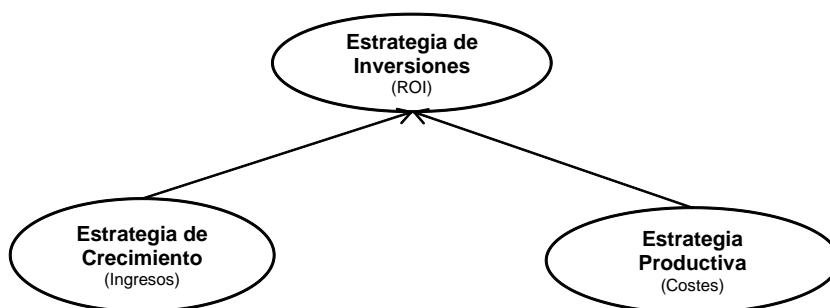 Estrategia de
Inversiones
(ROI)
Estrategia de
Crecimiento
(Ingresos)
Estrategia
Productiva
(Costes)